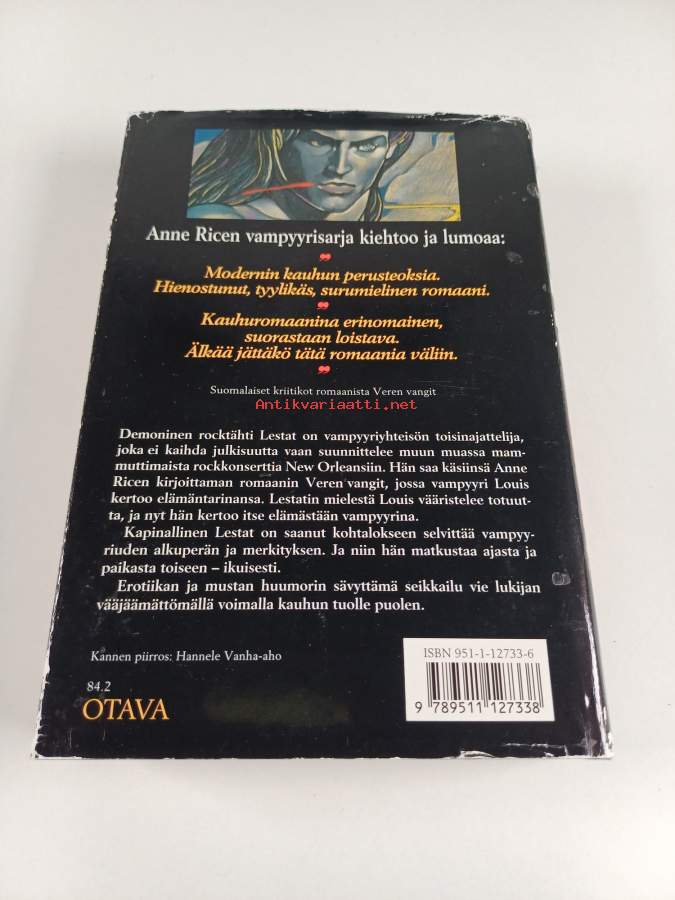 Anne Ricen vampyyrisarja kiehtoo ja lumoaa:
”
Modernin kauhun perusteoksia.
Hienostunut, tyylikäs, surumielinen romaani.
”
Kauhuromaanina erinomainen,
suorastaan loistava.
Älkää jättäkö tätä romaania väliin.
”
Suomalaiset kriitikot romaanista Veren vangit
Antikvariaatti.net
Demoninen rocktähti Lestat on vampyyriyhteisön toisinajattelija,
joka ei kaihda julkisuutta vaan suunnittelee muun muassa mam-
muttimaista rockkonserttia New Orleansiin. Hän saa käsiinsä Anne
Ricen kirjoittaman romaanin Veren vangit, jossa vampyyri Louis
kertoo elämäntarinansa. Lestatin mielestä Louis vääristelee totuut-
ta, ja nyt hän kertoo itse elämästään vampyyrina.
Kapinallinen Lestat on saanut kohtalokseen selvittää vampyy-
riuden alkuperän ja merkityksen. Ja niin hän matkustaa ajasta ja
paikasta toiseen – ikuisesti.
Erotiikan ja mustan huumorin sävyttämä seikkailu vie lukijan
vääjäämättömällä voimalla kauhun tuolle puolen.
Kannen piirros: Hannele Vanha-aho
84.2
OTAVA
ISBN 951-1-12733-6
9 789511 127338